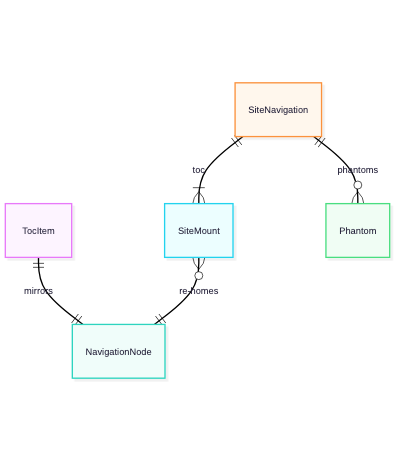 SiteNavigation
toc
phantoms
TocItem
SiteMount
Phantom
mirrors
re-homes
NavigationNode